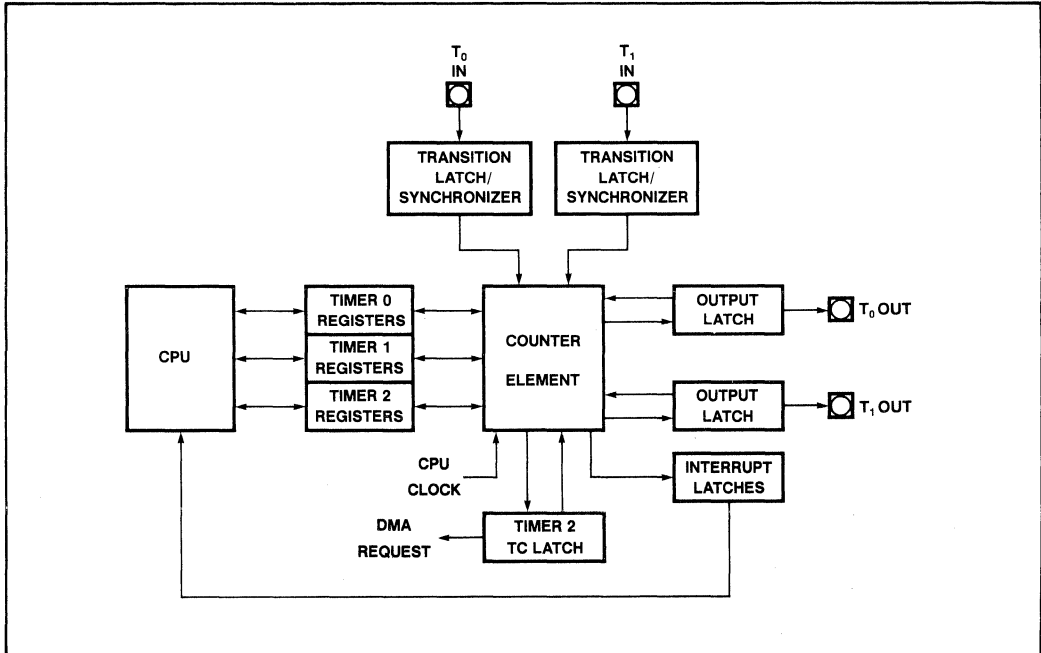 T0
IN
T1
IN
TRANSITION
LATCH/
SYNCHRONIZER
TRANSITION
LATCH/
SYNCHRONIZER
CPU
TIMER 0
REGISTERS
TIMER 1
REGISTERS
TIMER 2
REGISTERS
COUNTER
ELEMENT
OUTPUT
LATCH
T0 OUT
OUTPUT
LATCH
T1 OUT
CPU
CLOCK
INTERRUPT
LATCHES
DMA
REQUEST
TIMER 2
TC LATCH